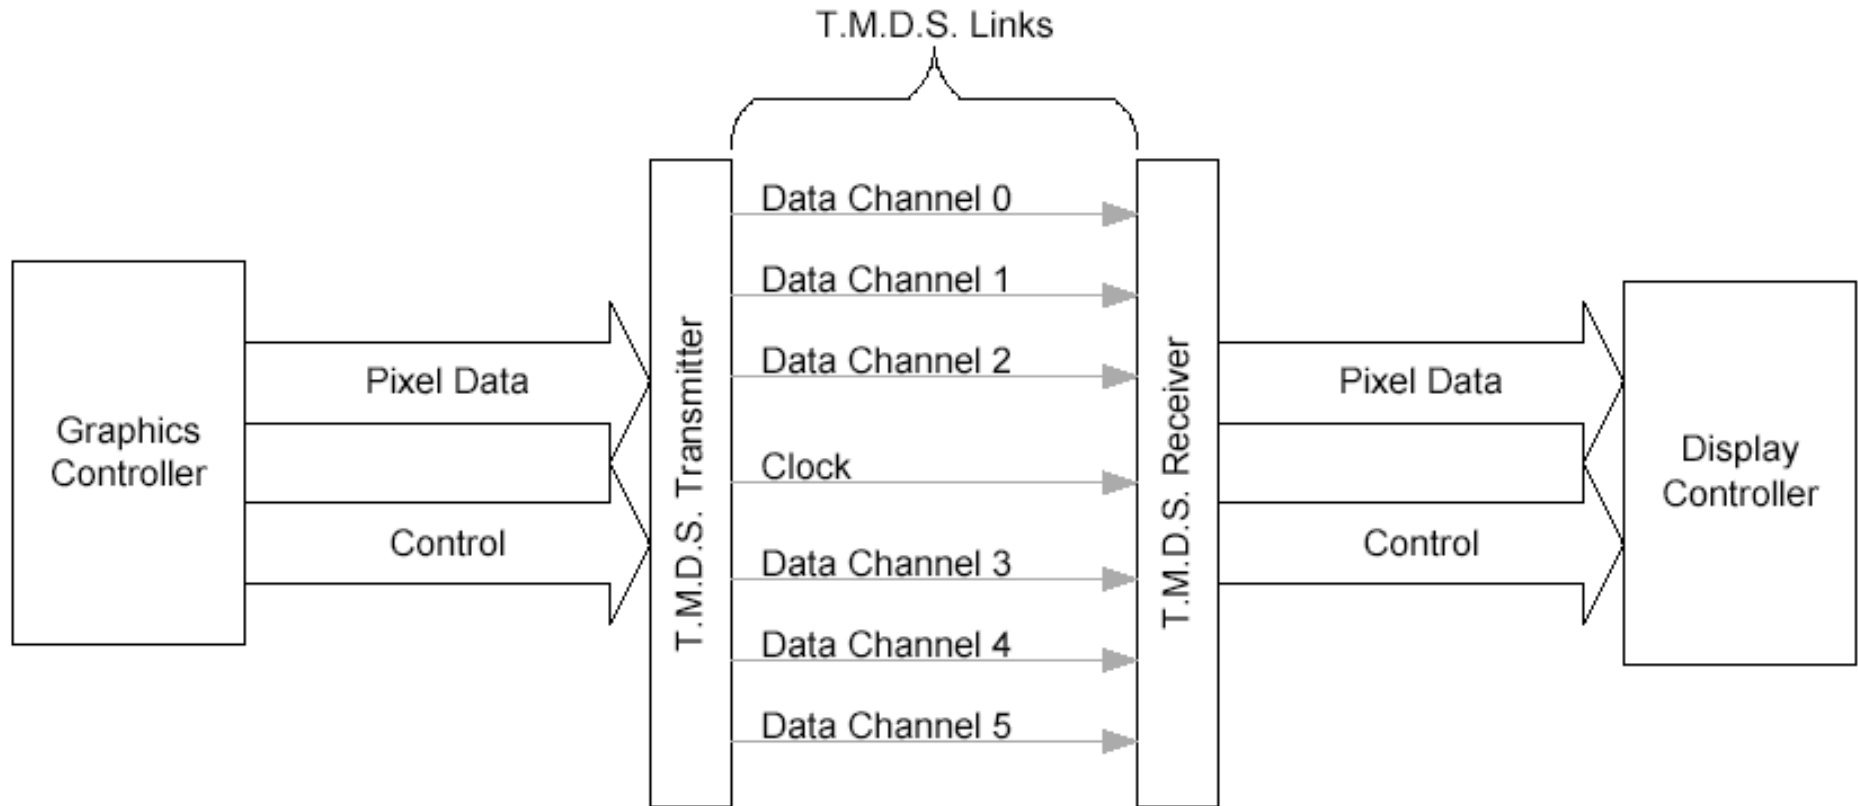 T.M.D.S. Links
Graphics
Controller
Pixel Data
Control
T.M.D.S. Transmitter
Data Channel 0
Data Channel 1
Data Channel 2
Clock
Data Channel 3
Data Channel 4
Data Channel 5
T.M.D.S. Receiver
Pixel Data
Control
Display
Controller